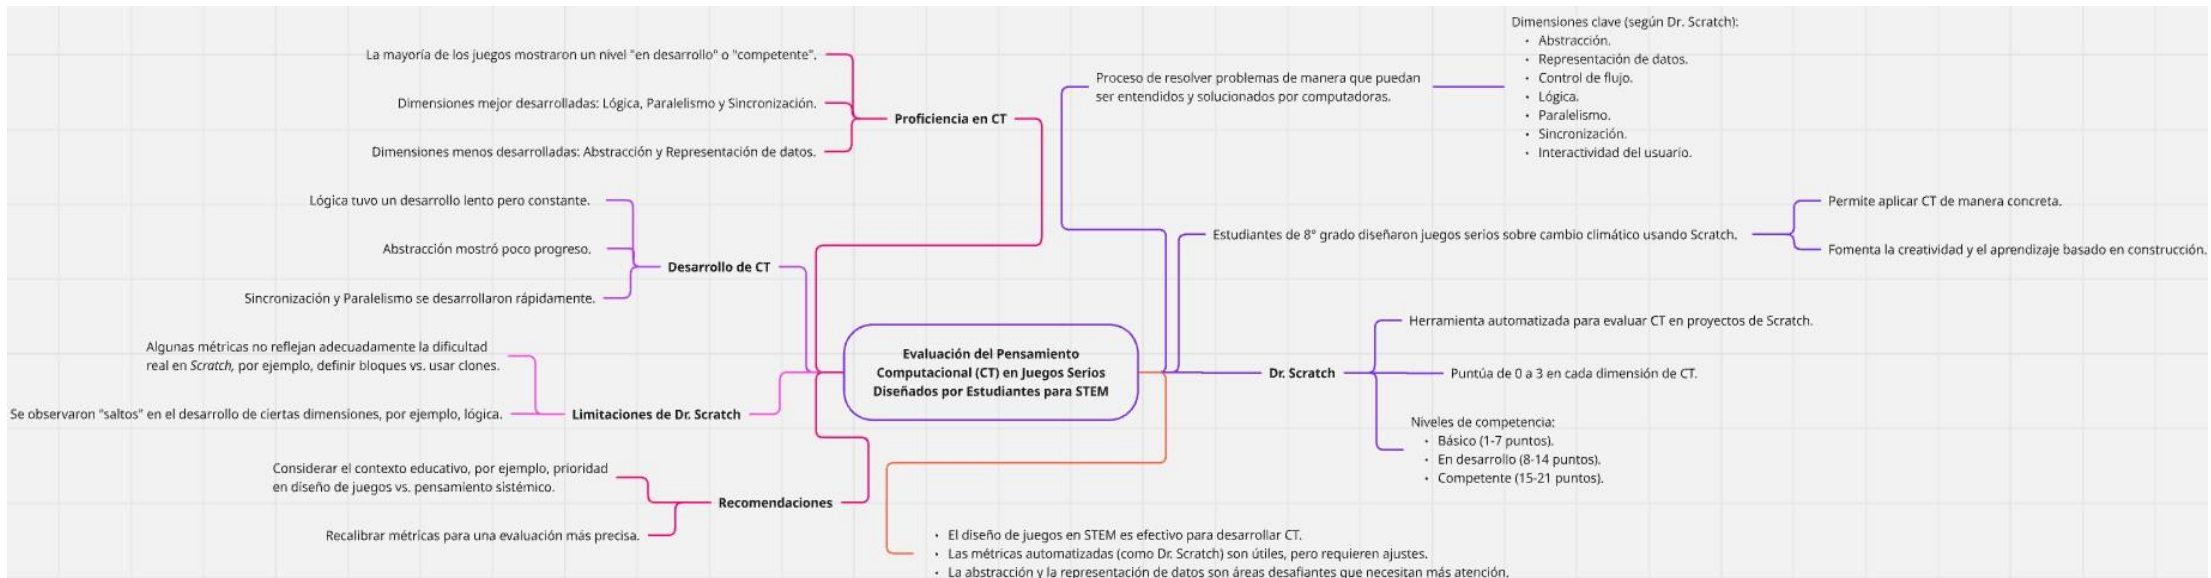 Evaluación del Pensamiento
Computacional (CT) en Juegos Serios
Diseñados por Estudiantes para STEM
Proceso de resolver problemas de manera que puedan
ser entendidos y solucionados por computadoras.
Dimensiones clave (según Dr. Scratch):
• Abstracción.
• Representación de datos.
• Control de flujo.
• Lógica.
• Paralelismo.
• Sincronización.
• Interactividad del usuario.
Estudiantes de 8° grado diseñaron juegos serios sobre cambio climático usando Scratch.
Permite aplicar CT de manera concreta.
Fomenta la creatividad y el aprendizaje basado en construcción.
Dr. Scratch
Herramienta automatizada para evaluar CT en proyectos de Scratch.
Puntúa de 0 a 3 en cada dimensión de CT.
Niveles de competencia:
• Básico (1-7 puntos).
• En desarrollo (8-14 puntos).
• Competente (15-21 puntos).
• El diseño de juegos en STEM es efectivo para desarrollar CT.
• Las métricas automatizadas (como Dr. Scratch) son útiles, pero requieren ajustes.
• La abstracción y la representación de datos son áreas desafiantes que necesitan más atención.
Proficiencia en CT
La mayoría de los juegos mostraron un nivel "en desarrollo" o "competente".
Dimensiones mejor desarrolladas: Lógica, Paralelismo y Sincronización.
Dimensiones menos desarrolladas: Abstracción y Representación de datos.
Desarrollo de CT
Lógica tuvo un desarrollo lento pero constante.
Abstracción mostró poco progreso.
Sincronización y Paralelismo se desarrollaron rápidamente.
Limitaciones de Dr. Scratch
Algunas métricas no reflejan adecuadamente la dificultad
real en Scratch, por ejemplo, definir bloques vs. usar clones.
Se observaron "saltos" en el desarrollo de ciertas dimensiones, por ejemplo, lógica.
Recomendaciones
Considerar el contexto educativo, por ejemplo, prioridad
en diseño de juegos vs. pensamiento sistémico.
Recalibrar métricas para una evaluación más precisa.